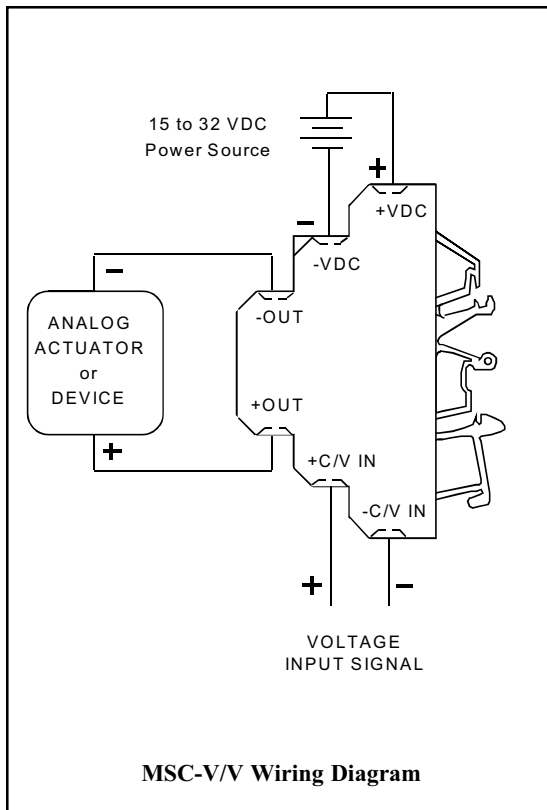 15 to 32 VDC
Power Source
+
+VDC
–
-VDC
–
-OUT
ANALOG
ACTUATOR
or
DEVICE
+OUT
+
+C/V IN
-C/V IN
+ –
VOLTAGE
INPUT SIGNAL
MSC-V/V Wiring Diagram